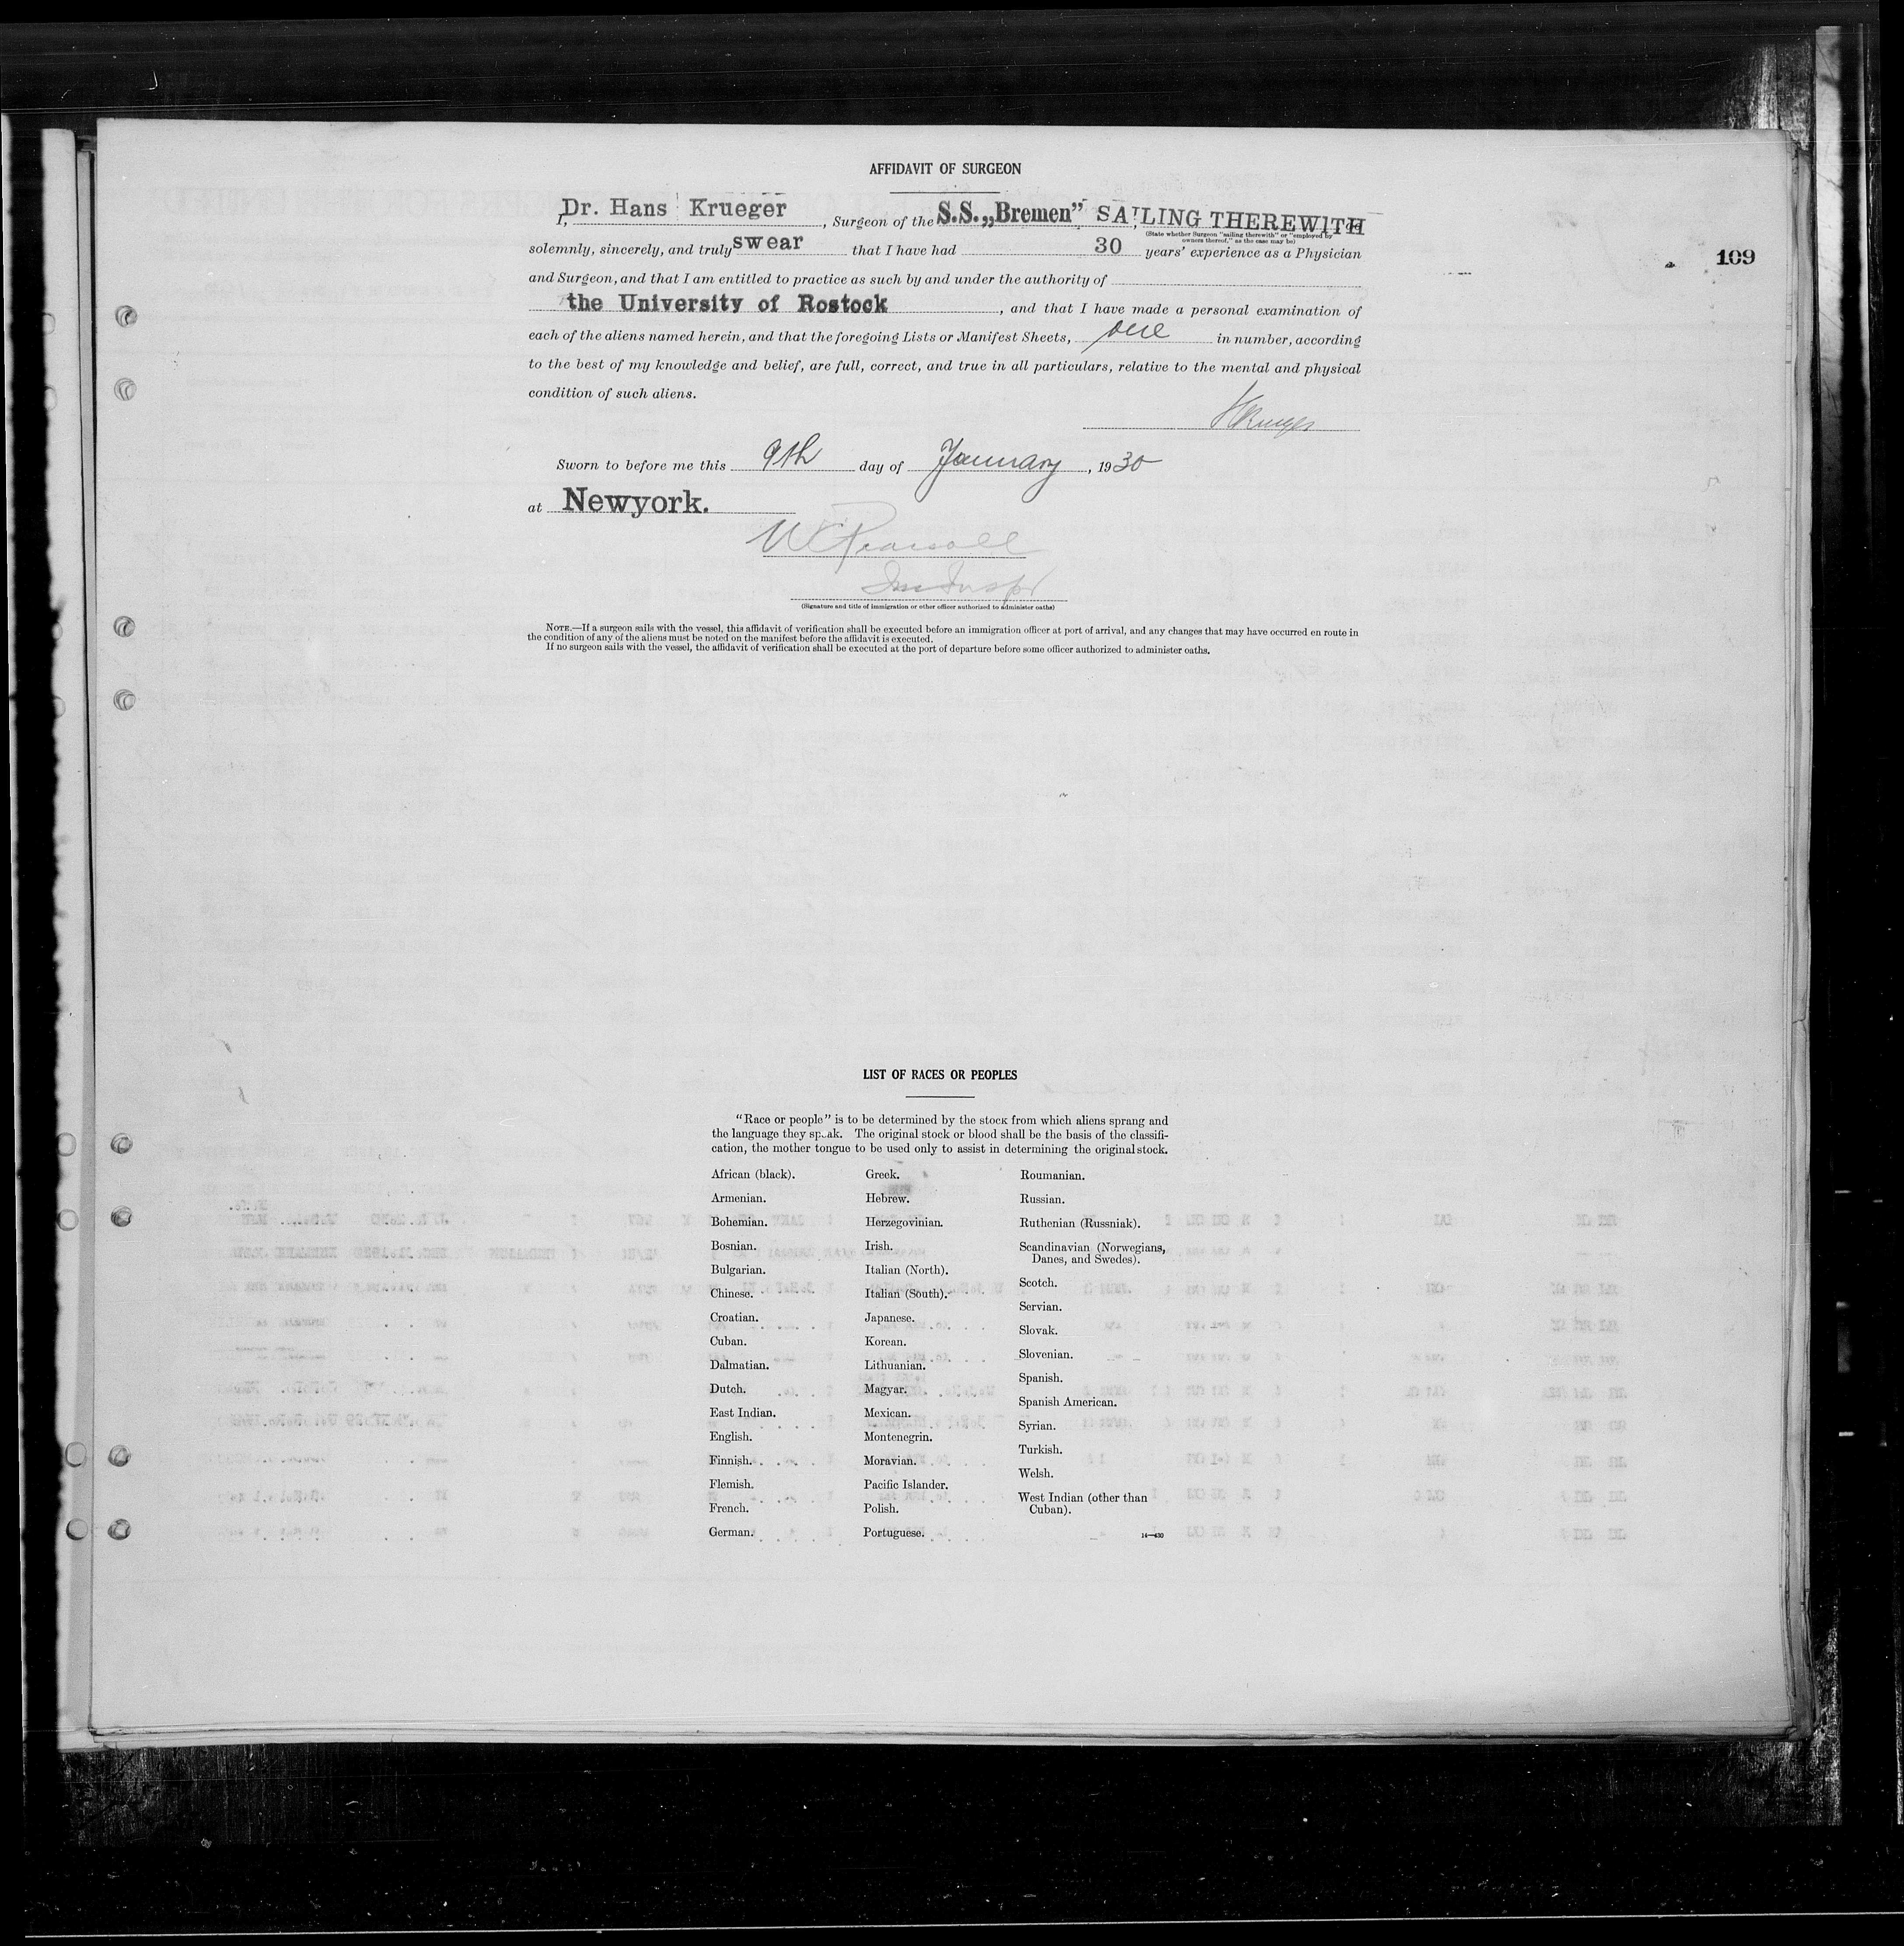 AFFIDAVIT OF SURGEON
I, Dr. Hans Krueger, Surgeon of the S.S. „Bremen” SAILING THEREWITH
(State whether Surgeon "sailing therewith" or "employed by owners thereof," as the case may be)
solemnly, sincerely, and truly swear that I have had 30 years' experience as a Physician
109
and Surgeon, and that I am entitled to practice as such by and under the authority of
the University of Rostock, and that I have made a personal examination of
each of the aliens named herein, and that the foregoing Lists or Manifest Sheets, one in number, according
to the best of my knowledge and belief, are full, correct, and true in all particulars, relative to the mental and physical
condition of such aliens.
HKrueger
Sworn to before me this 9th day of January, 1930
at Newyork.
(Signature and title of immigration or other officer authorized to administer oaths)
NOTE.—If a surgeon sails with the vessel, this affidavit of verification shall be executed before an immigration officer at port of arrival, and any changes that may have occurred en route in
the condition of any of the aliens must be noted on the manifest before the affidavit is executed.
If no surgeon sails with the vessel, the affidavit of verification shall be executed at the port of departure before some officer authorized to administer oaths.
LIST OF RACES OR PEOPLES
"Race or people" is to be determined by the stock from which aliens sprang and
the language they speak. The original stock or blood shall be the basis of the classifi-
cation, the mother tongue to be used only to assist in determining the original stock.
African (black).
Armenian.
Bohemian.
Bosnian.
Bulgarian.
Chinese.
Croatian.
Cuban.
Dalmatian.
Dutch.
East Indian.
English.
Finnish.
Flemish.
French.
German.
Greek.
Hebrew.
Herzegovinian.
Irish.
Italian (North).
Italian (South).
Japanese.
Korean.
Lithuanian.
Magyar.
Mexican.
Montenegrin.
Moravian.
Pacific Islander.
Polish.
Portuguese.
Roumanian.
Russian.
Ruthenian (Russniak).
Scandinavian (Norwegians,
Danes, and Swedes).
Scotch.
Servian.
Slovak.
Slovenian.
Spanish.
Spanish American.
Syrian.
Turkish.
Welsh.
West Indian (other than
Cuban).
14—430